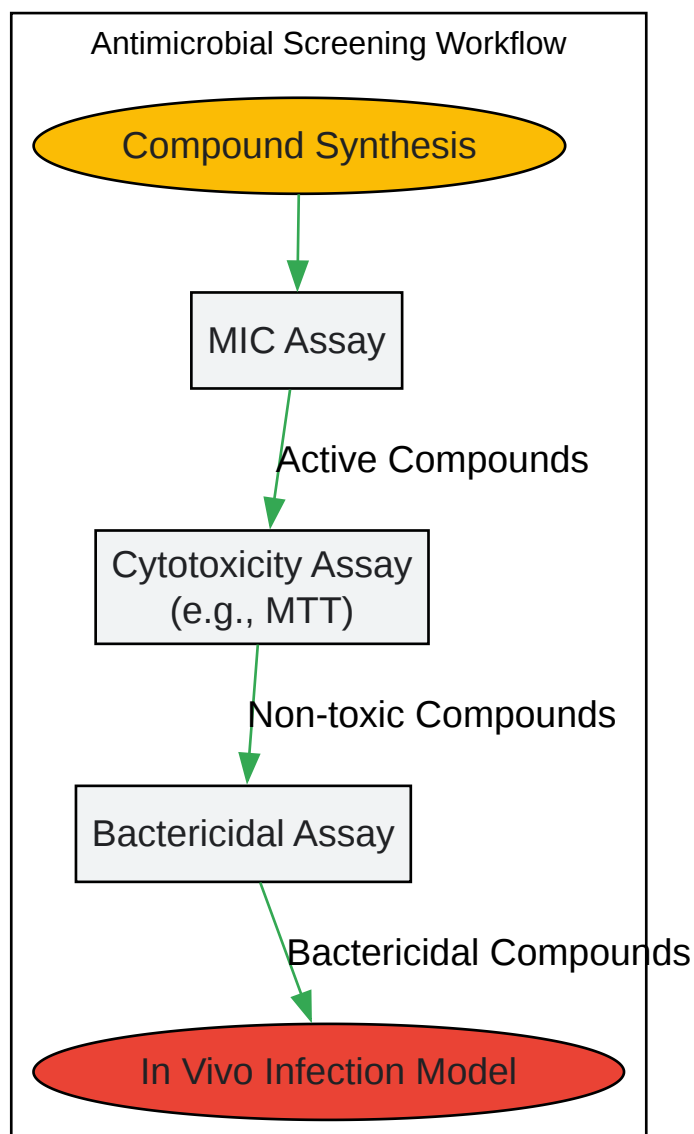 Antimicrobial Screening Workflow
Compound Synthesis
MIC Assay
Active Compounds
Cytotoxicity Assay
(e.g., MTT)
Non-toxic Compounds
Bactericidal Assay
Bactericidal Compounds
In Vivo Infection Model